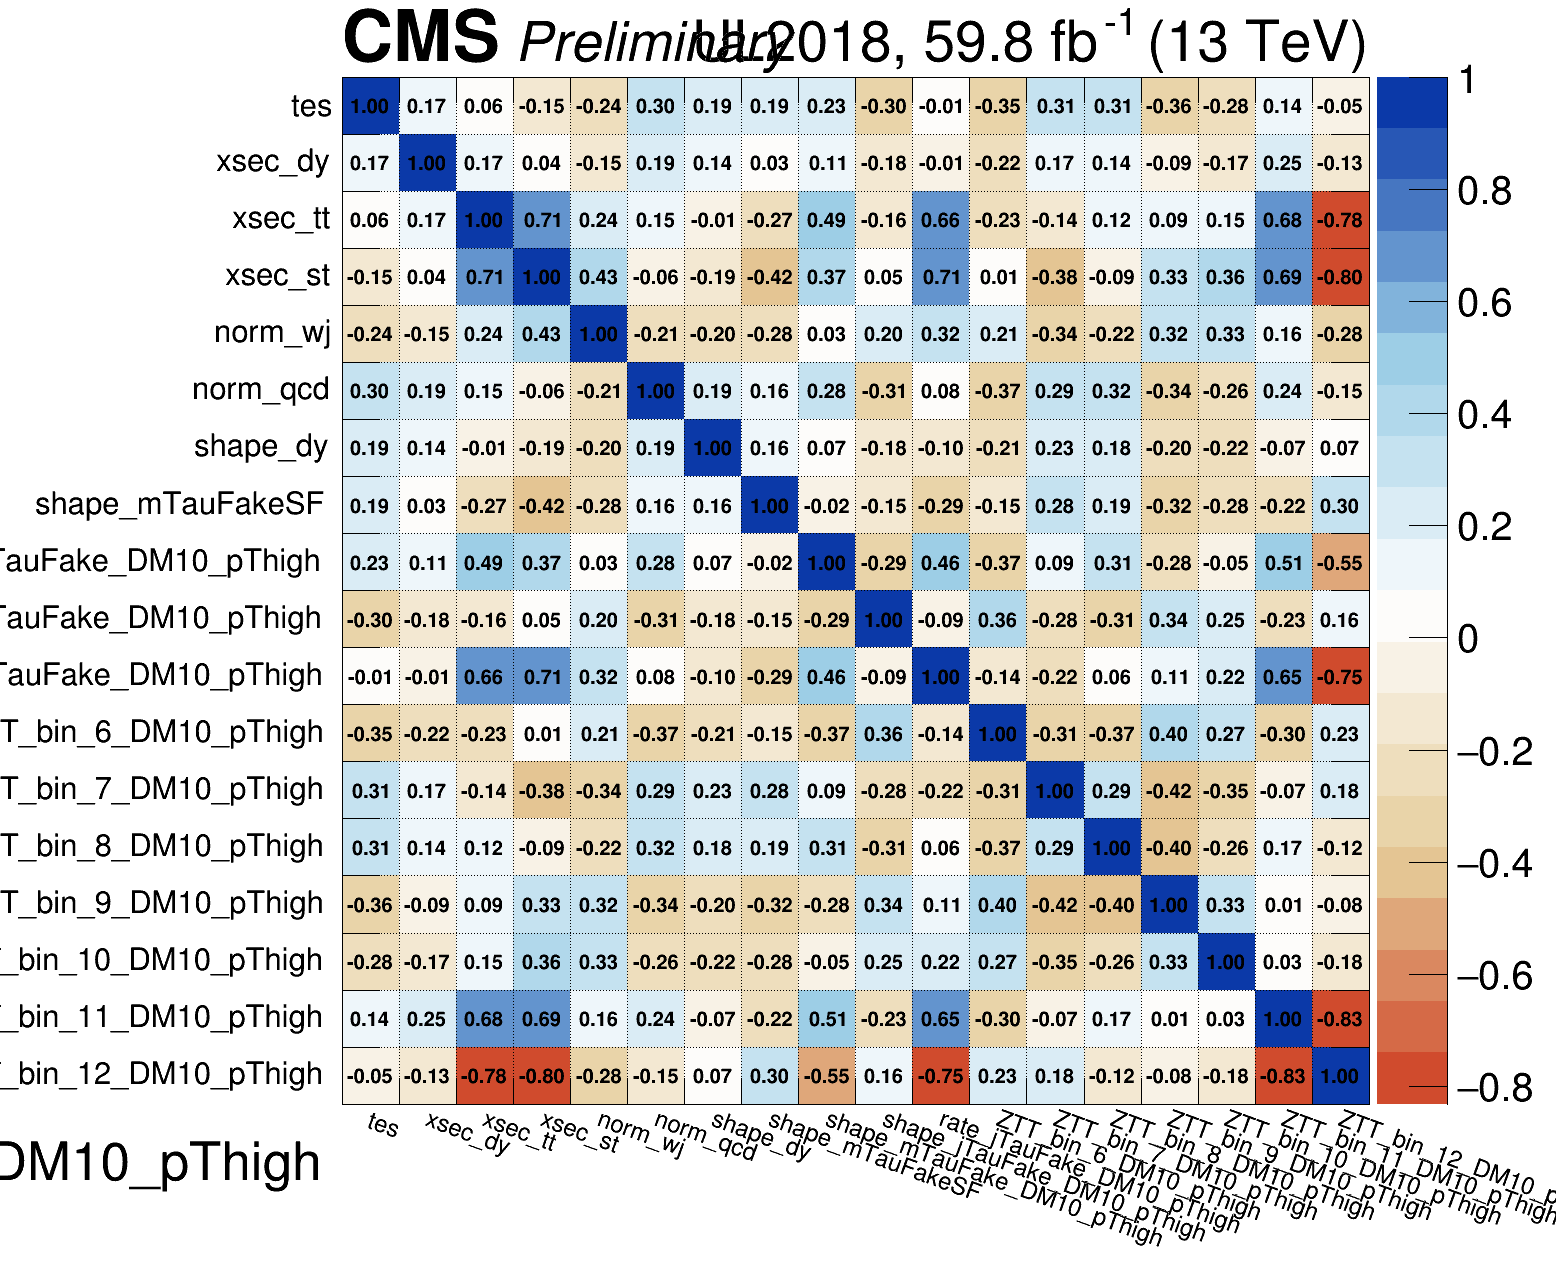 CMS Preliminary UL2018, 59.8 fb-1 (13 TeV)
tes 1.00 0.17 0.06 -0.15 -0.24 0.30 0.19 0.19 0.23 -0.30 -0.01 -0.35 0.31 0.31 -0.36 -0.28 0.14 -0.05
xsec_dy 0.17 1.00 0.17 0.04 -0.15 0.19 0.14 0.03 0.11 -0.18 -0.01 -0.22 0.17 0.14 -0.09 -0.17 0.25 -0.13
xsec_tt 0.06 0.17 1.00 0.71 0.24 0.15 -0.01 -0.27 0.49 -0.16 0.66 -0.23 -0.14 0.12 0.09 0.15 0.68 -0.78
xsec_st -0.15 0.04 0.71 1.00 0.43 -0.06 -0.19 -0.42 0.37 0.05 0.71 0.01 -0.38 -0.09 0.33 0.36 0.69 -0.80
norm_wj -0.24 -0.15 0.24 0.43 1.00 -0.21 -0.20 -0.28 0.03 0.20 0.32 0.21 -0.34 -0.22 0.32 0.33 0.16 -0.28
norm_qcd 0.30 0.19 0.15 -0.06 -0.21 1.00 0.19 0.16 0.28 -0.31 0.08 -0.37 0.29 0.32 -0.34 -0.26 0.24 -0.15
shape_dy 0.19 0.14 -0.01 -0.19 -0.20 0.19 1.00 0.16 0.07 -0.18 -0.10 -0.21 0.23 0.18 -0.20 -0.22 -0.07 0.07
shape_mTauFakeSF 0.19 0.03 -0.27 -0.42 -0.28 0.16 0.16 1.00 -0.02 -0.15 -0.29 -0.15 0.28 0.19 -0.32 -0.28 -0.22 0.30
TauFake_DM10_pThigh 0.23 0.11 0.49 0.37 0.03 0.28 0.07 -0.02 1.00 -0.29 0.46 -0.37 0.09 0.31 -0.28 -0.05 0.51 -0.55
TauFake_DM10_pThigh -0.30 -0.18 -0.16 0.05 0.20 -0.31 -0.18 -0.15 -0.29 1.00 -0.09 0.36 -0.28 -0.31 0.34 0.25 -0.23 0.16
TauFake_DM10_pThigh -0.01 -0.01 0.66 0.71 0.32 0.08 -0.10 -0.29 0.46 -0.09 1.00 -0.14 -0.22 0.06 0.11 0.22 0.65 -0.75
T_bin_6_DM10_pThigh -0.35 -0.22 -0.23 0.01 0.21 -0.37 -0.21 -0.15 -0.37 0.36 -0.14 1.00 -0.31 -0.37 0.40 0.27 -0.30 0.23
T_bin_7_DM10_pThigh 0.31 0.17 -0.14 -0.38 -0.34 0.29 0.23 0.28 0.09 -0.28 -0.22 -0.31 1.00 0.29 -0.42 -0.35 -0.07 0.18
T_bin_8_DM10_pThigh 0.31 0.14 0.12 -0.09 -0.22 0.32 0.18 0.19 0.31 -0.31 0.06 -0.37 0.29 1.00 -0.40 -0.26 0.17 -0.12
T_bin_9_DM10_pThigh -0.36 -0.09 0.09 0.33 0.32 -0.34 -0.20 -0.32 -0.28 0.34 0.11 0.40 -0.42 -0.40 1.00 0.33 0.01 -0.08
_bin_10_DM10_pThigh -0.28 -0.17 0.15 0.36 0.33 -0.26 -0.22 -0.28 -0.05 0.25 0.22 0.27 -0.35 -0.26 0.33 1.00 0.03 -0.18
_bin_11_DM10_pThigh 0.14 0.25 0.68 0.69 0.16 0.24 -0.07 -0.22 0.51 -0.23 0.65 -0.30 -0.07 0.17 0.01 0.03 1.00 -0.83
_bin_12_DM10_pThigh -0.05 -0.13 -0.78 -0.80 -0.28 -0.15 0.07 0.30 -0.55 0.16 -0.75 0.23 0.18 -0.12 -0.08 -0.18 -0.83 1.00
1
0.8
0.6
0.4
0.2
0
−0.2
−0.4
−0.6
−0.8
tes
xsec_dy
xsec_tt
xsec_st
norm_wj
norm_qcd
shape_dy
shape_mTauFakeSF
shape_mTauFake_DM10_pThigh
shape_jTauFake_DM10_pThigh
rate_jTauFake_DM10_pThigh
ZTT_bin_6_DM10_pThigh
ZTT_bin_7_DM10_pThigh
ZTT_bin_8_DM10_pThigh
ZTT_bin_9_DM10_pThigh
ZTT_bin_10_DM10_pThigh
ZTT_bin_11_DM10_pThigh
ZTT_bin_12_DM10_p
DM10_pThigh